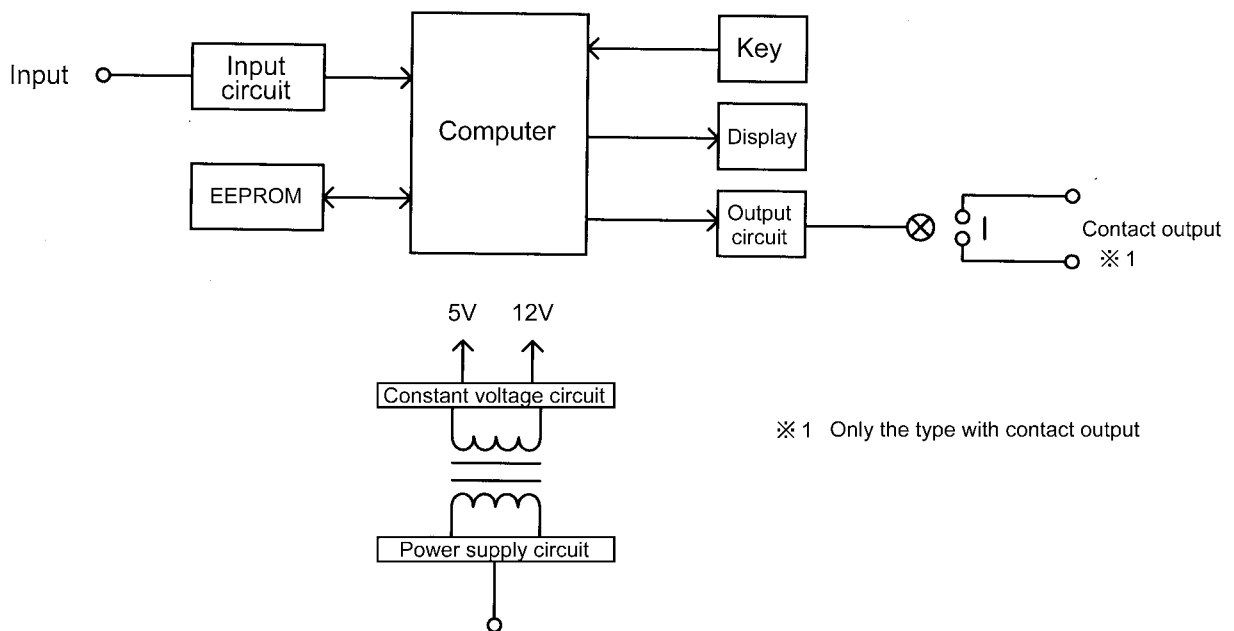 Input
Input
circuit
Computer
Key
Display
EEPROM
Output
circuit
Contact output
※ 1
5V 12V
Constant voltage circuit
※ 1 Only the type with contact output
Power supply circuit